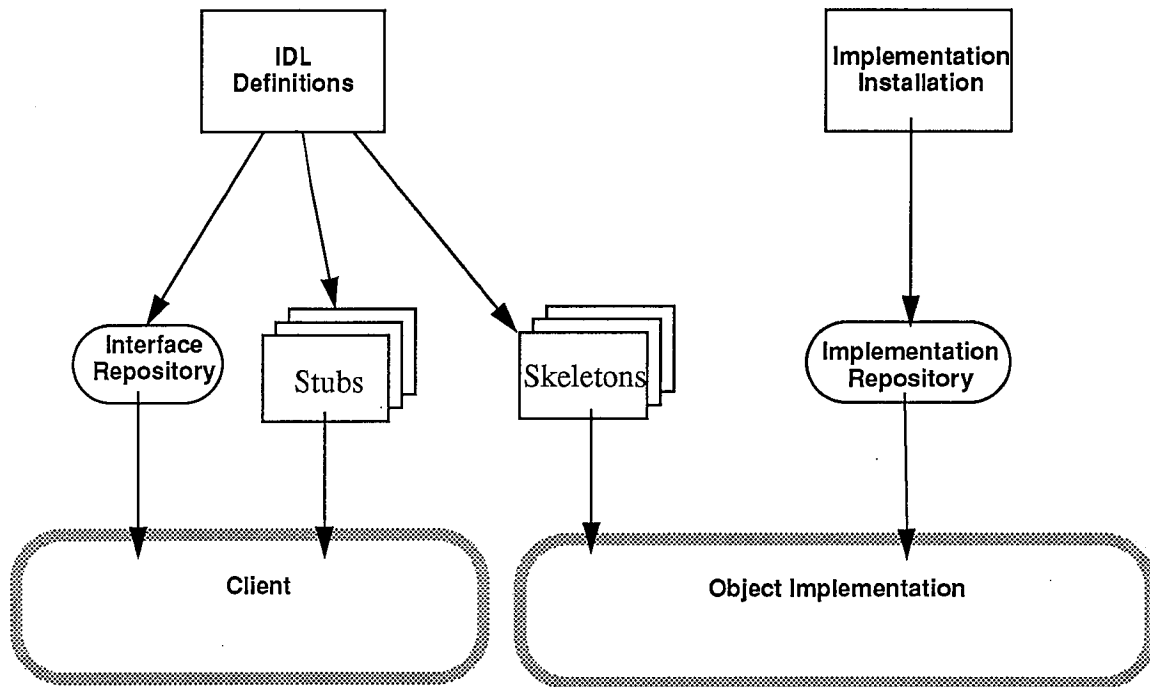 IDL
Definitions
Implementation
Installation
Interface
Repository
Stubs
Skeletons
Implementation
Repository
Client
Object Implementation